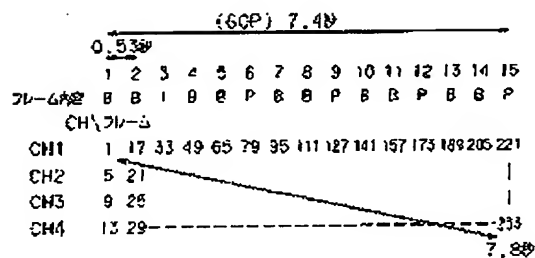 (GOP) 7.4秒
0.53秒
1 2 3 4 5 6 7 8 9 10 11 12 13 14 15
フレーム内容 B B I B B P B B P B B P B B P
CH\フレーム
CH1 1 17 33 49 65 79 95 111 127 141 157 173 189 205 221
CH2 5 21
CH3 9 25
CH4 13 29 233
7.8秒